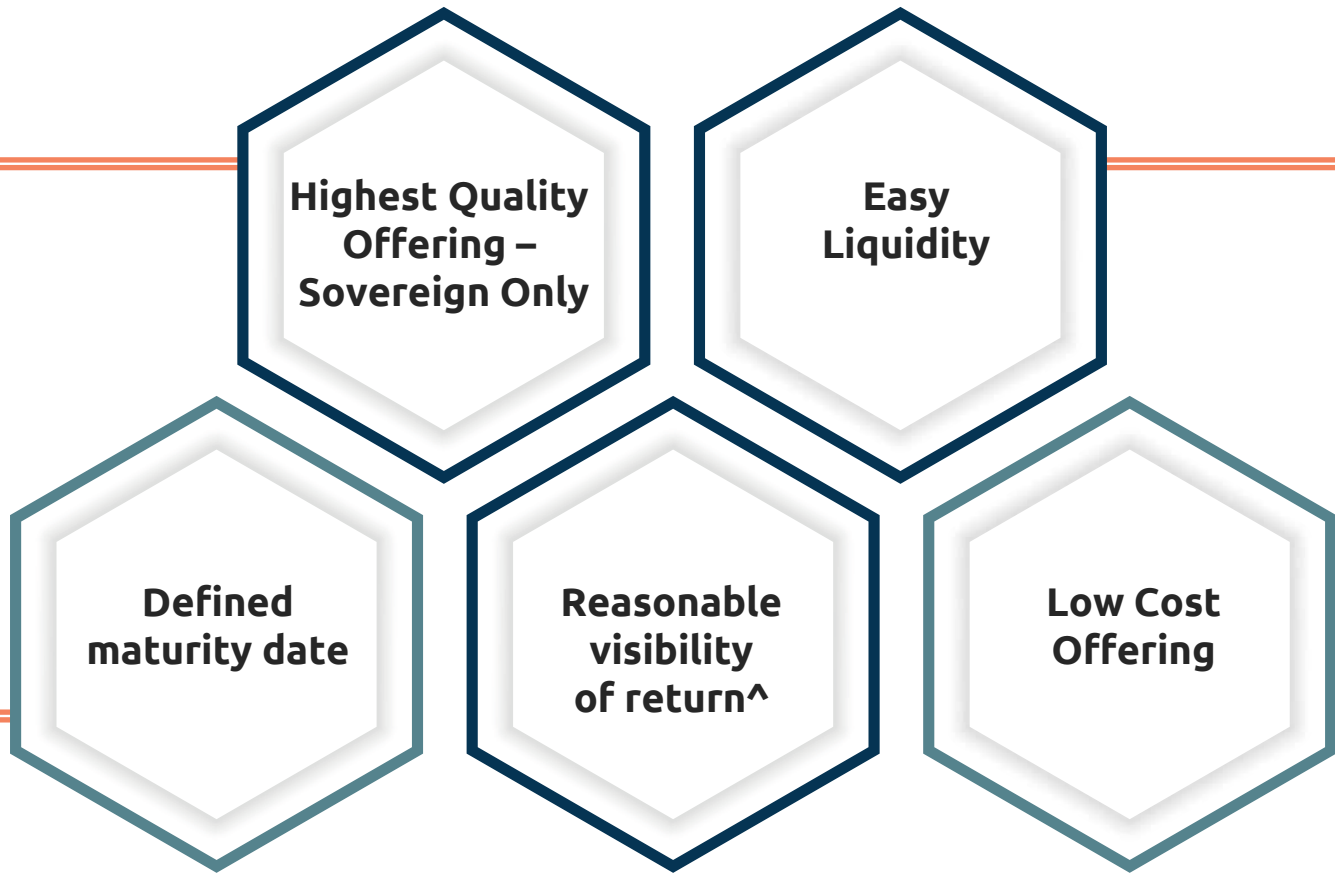 Highest Quality
Offering –
Sovereign Only
Easy
Liquidity
Defined
maturity date
Reasonable
visibility
of return^
Low Cost
Offering